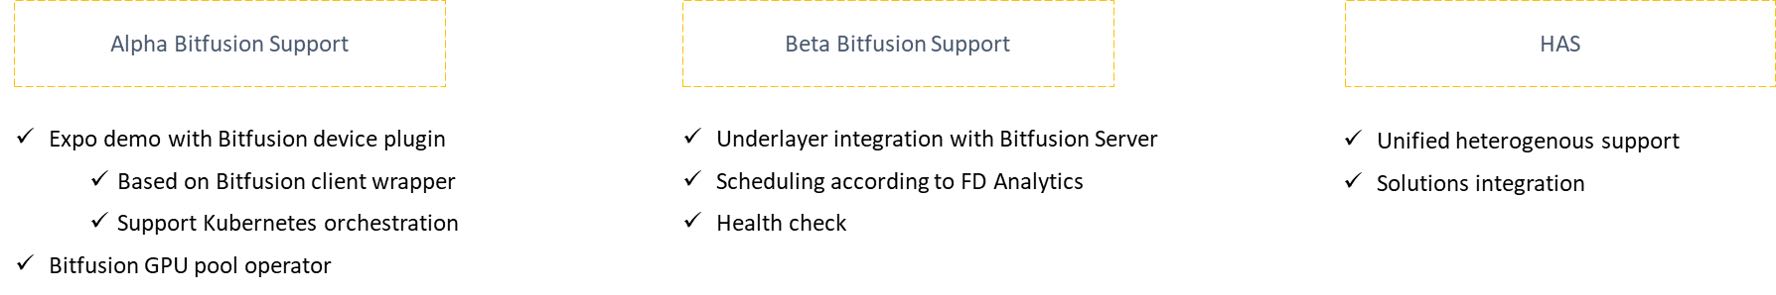 Alpha Bitfusion Support
Expo demo with Bitfusion device plugin
Based on Bitfusion client wrapper
Support Kubernetes orchestration
Bitfusion GPU pool operator
Beta Bitfusion Support
Underlayer integration with Bitfusion Server
Scheduling according to FD Analytics
Health check
HAS
Unified heterogenous support
Solutions integration